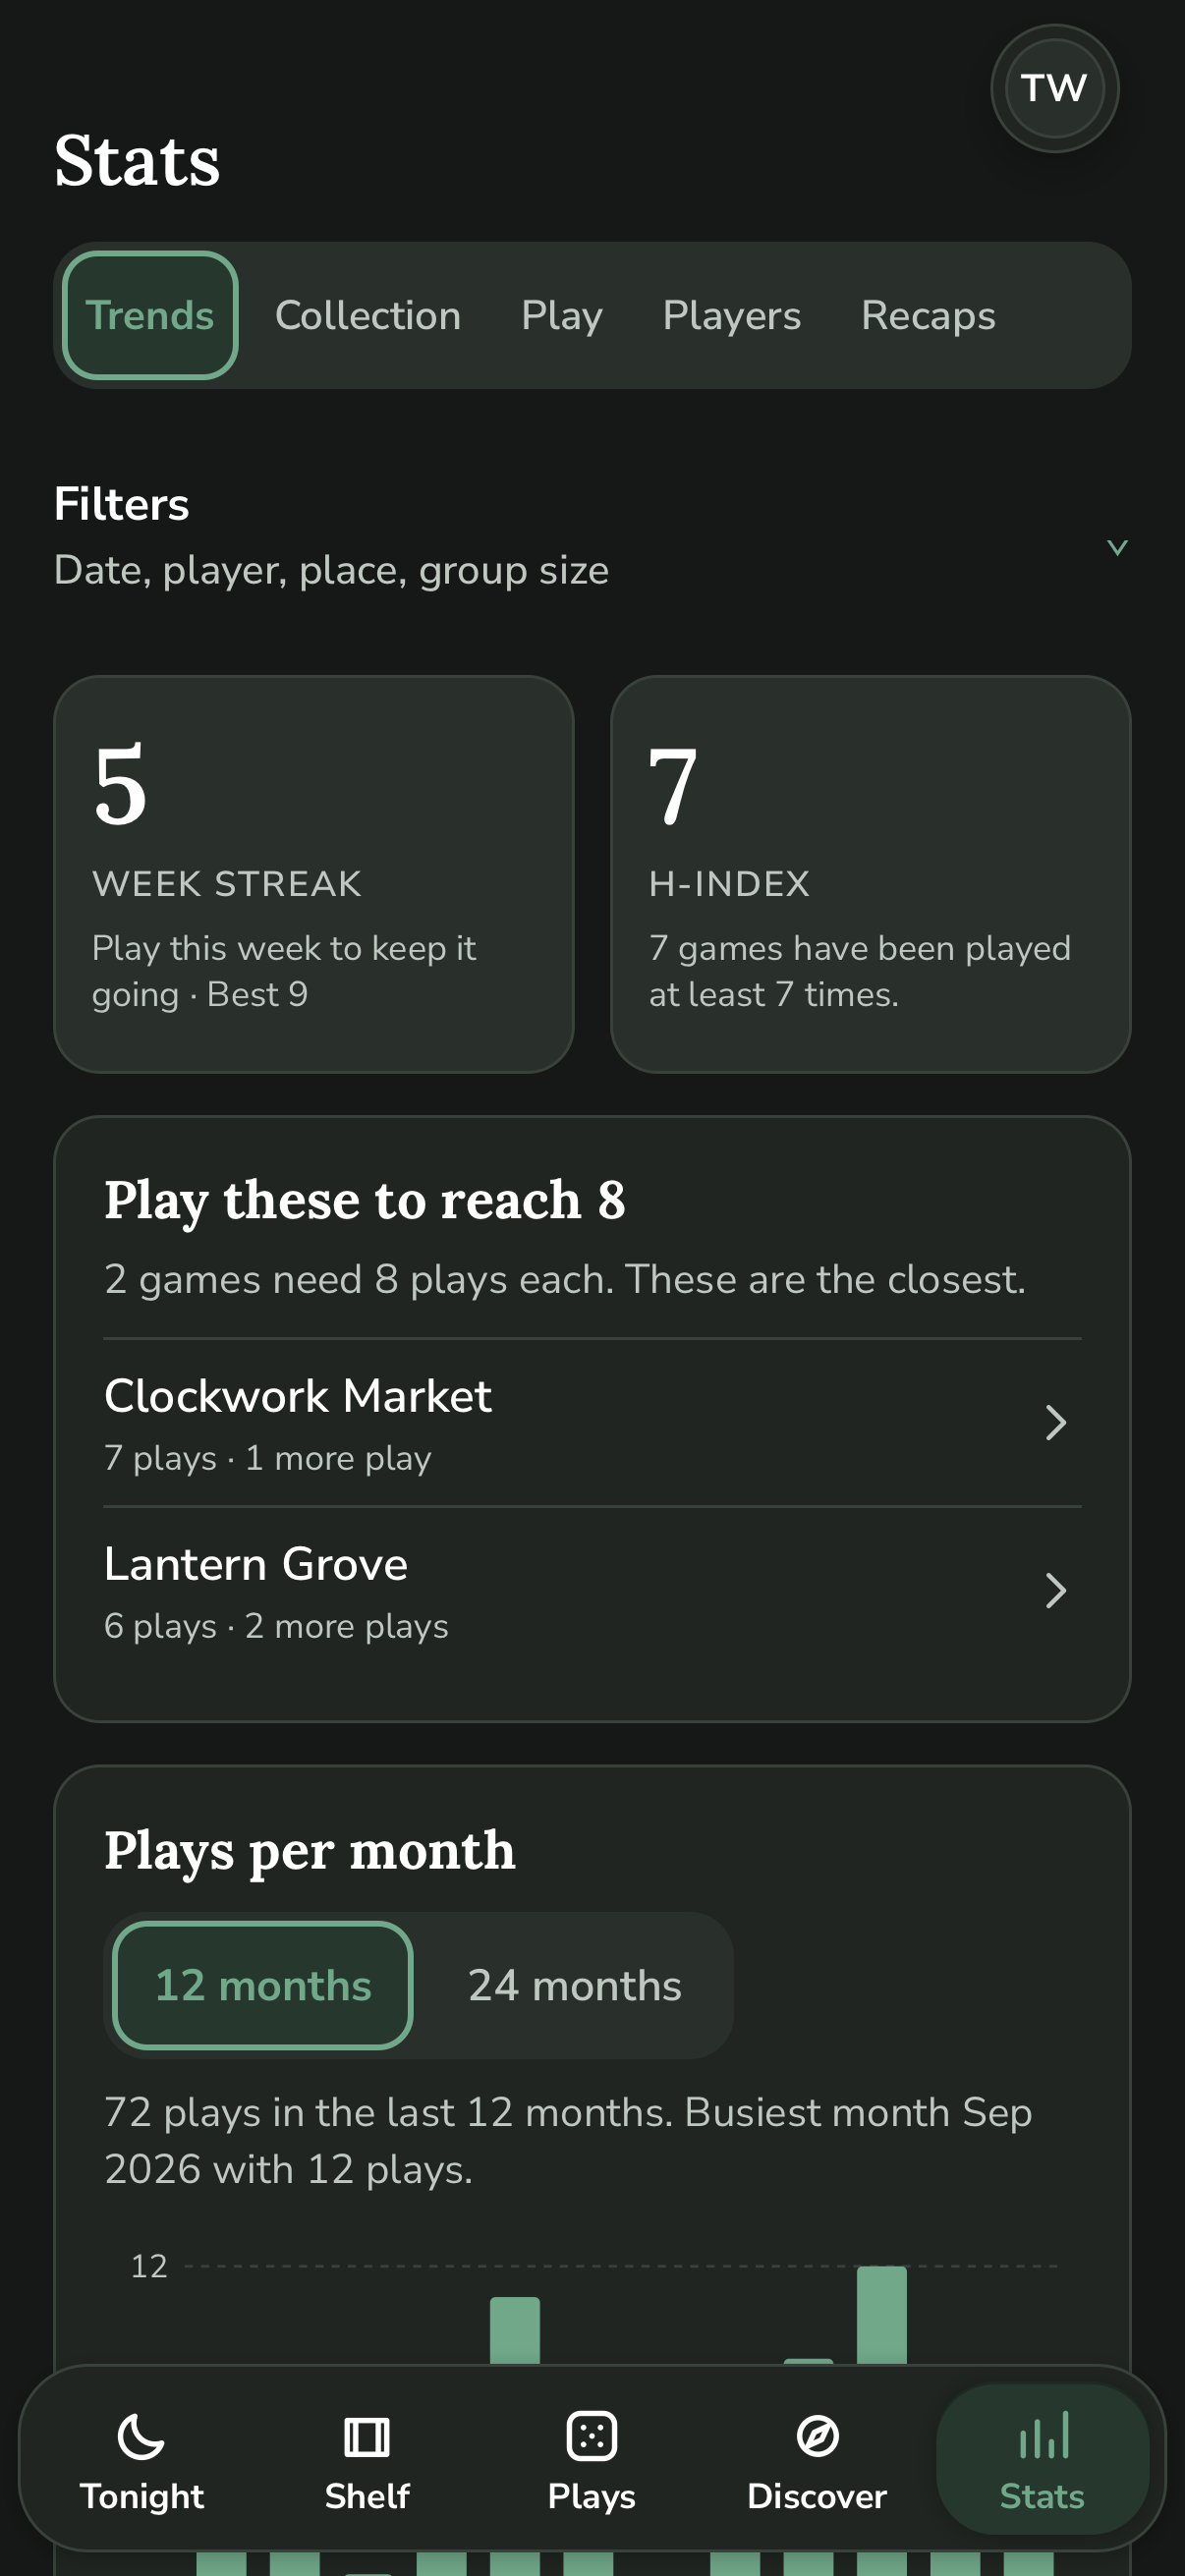 TW
Stats
Trends
Collection
Play
Players
Recaps
Filters
Date, player, place, group size
5
WEEK STREAK
Play this week to keep it
going · Best 9
7
H-INDEX
7 games have been played
at least 7 times.
Play these to reach 8
2 games need 8 plays each. These are the closest.
Clockwork Market
7 plays · 1 more play
Lantern Grove
6 plays · 2 more plays
Plays per month
12 months
24 months
72 plays in the last 12 months. Busiest month Sep
2026 with 12 plays.
12
Tonight
Shelf
Plays
Discover
Stats